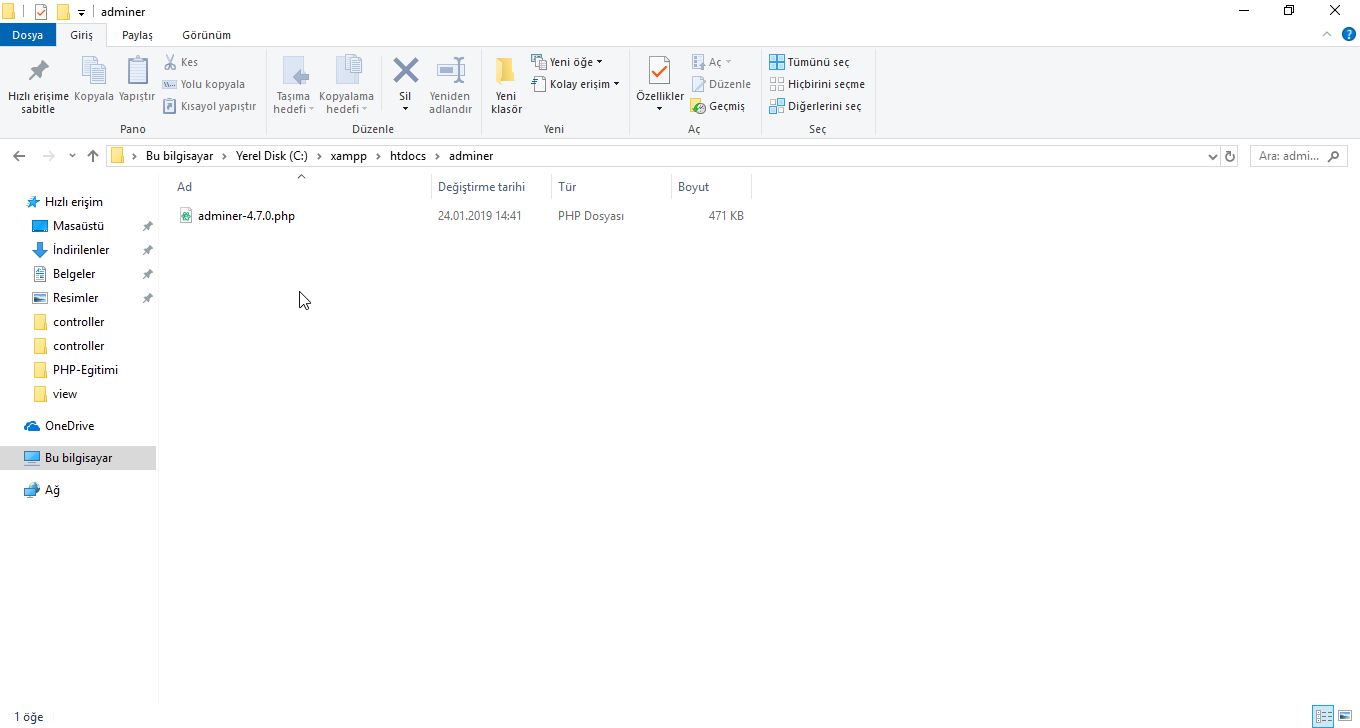 adminer
Dosya Giriş Paylaş Görünüm
Hızlı erişime sabitle
Kopyala
Yapıştır
Kes
Yolu kopyala
Kısayol yapıştır
Pano
Taşıma hedefi
Kopyalama hedefi
Sil
Yeniden adlandır
Düzenle
Yeni klasör
Yeni öğe
Kolay erişim
Yeni
Özellikler
Aç
Düzenle
Geçmiş
Aç
Tümünü seç
Hiçbirini seçme
Diğerlerini seç
Seç
Bu bilgisayar > Yerel Disk (C:) > xampp > htdocs > adminer
Ara: admi...
Hızlı erişim
Masaüstü
İndirilenler
Belgeler
Resimler
controller
controller
PHP-Egitimi
view
OneDrive
Bu bilgisayar
Ağ
Ad Değiştirme tarihi Tür Boyut
adminer-4.7.0.php 24.01.2019 14:41 PHP Dosyası 471 KB
1 öğe